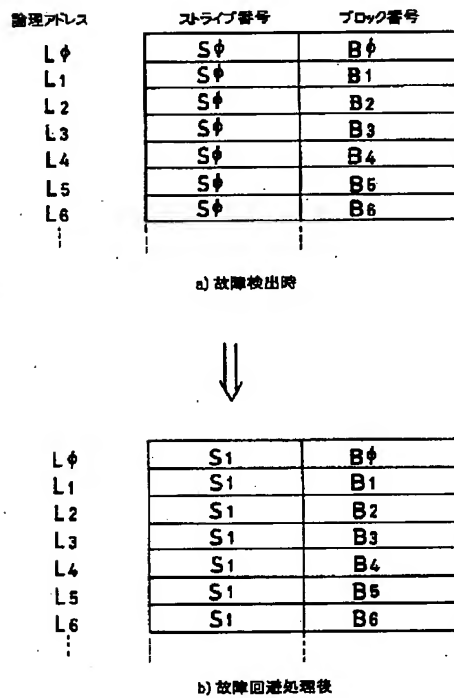 論理アドレス ストライプ番号 ブロック番号
Lφ Sφ Bφ
L1 Sφ B1
L2 Sφ B2
L3 Sφ B3
L4 Sφ B4
L5 Sφ B5
L6 Sφ B6
a) 故障検出時
Lφ S1 Bφ
L1 S1 B1
L2 S1 B2
L3 S1 B3
L4 S1 B4
L5 S1 B5
L6 S1 B6
b) 故障回避処理後